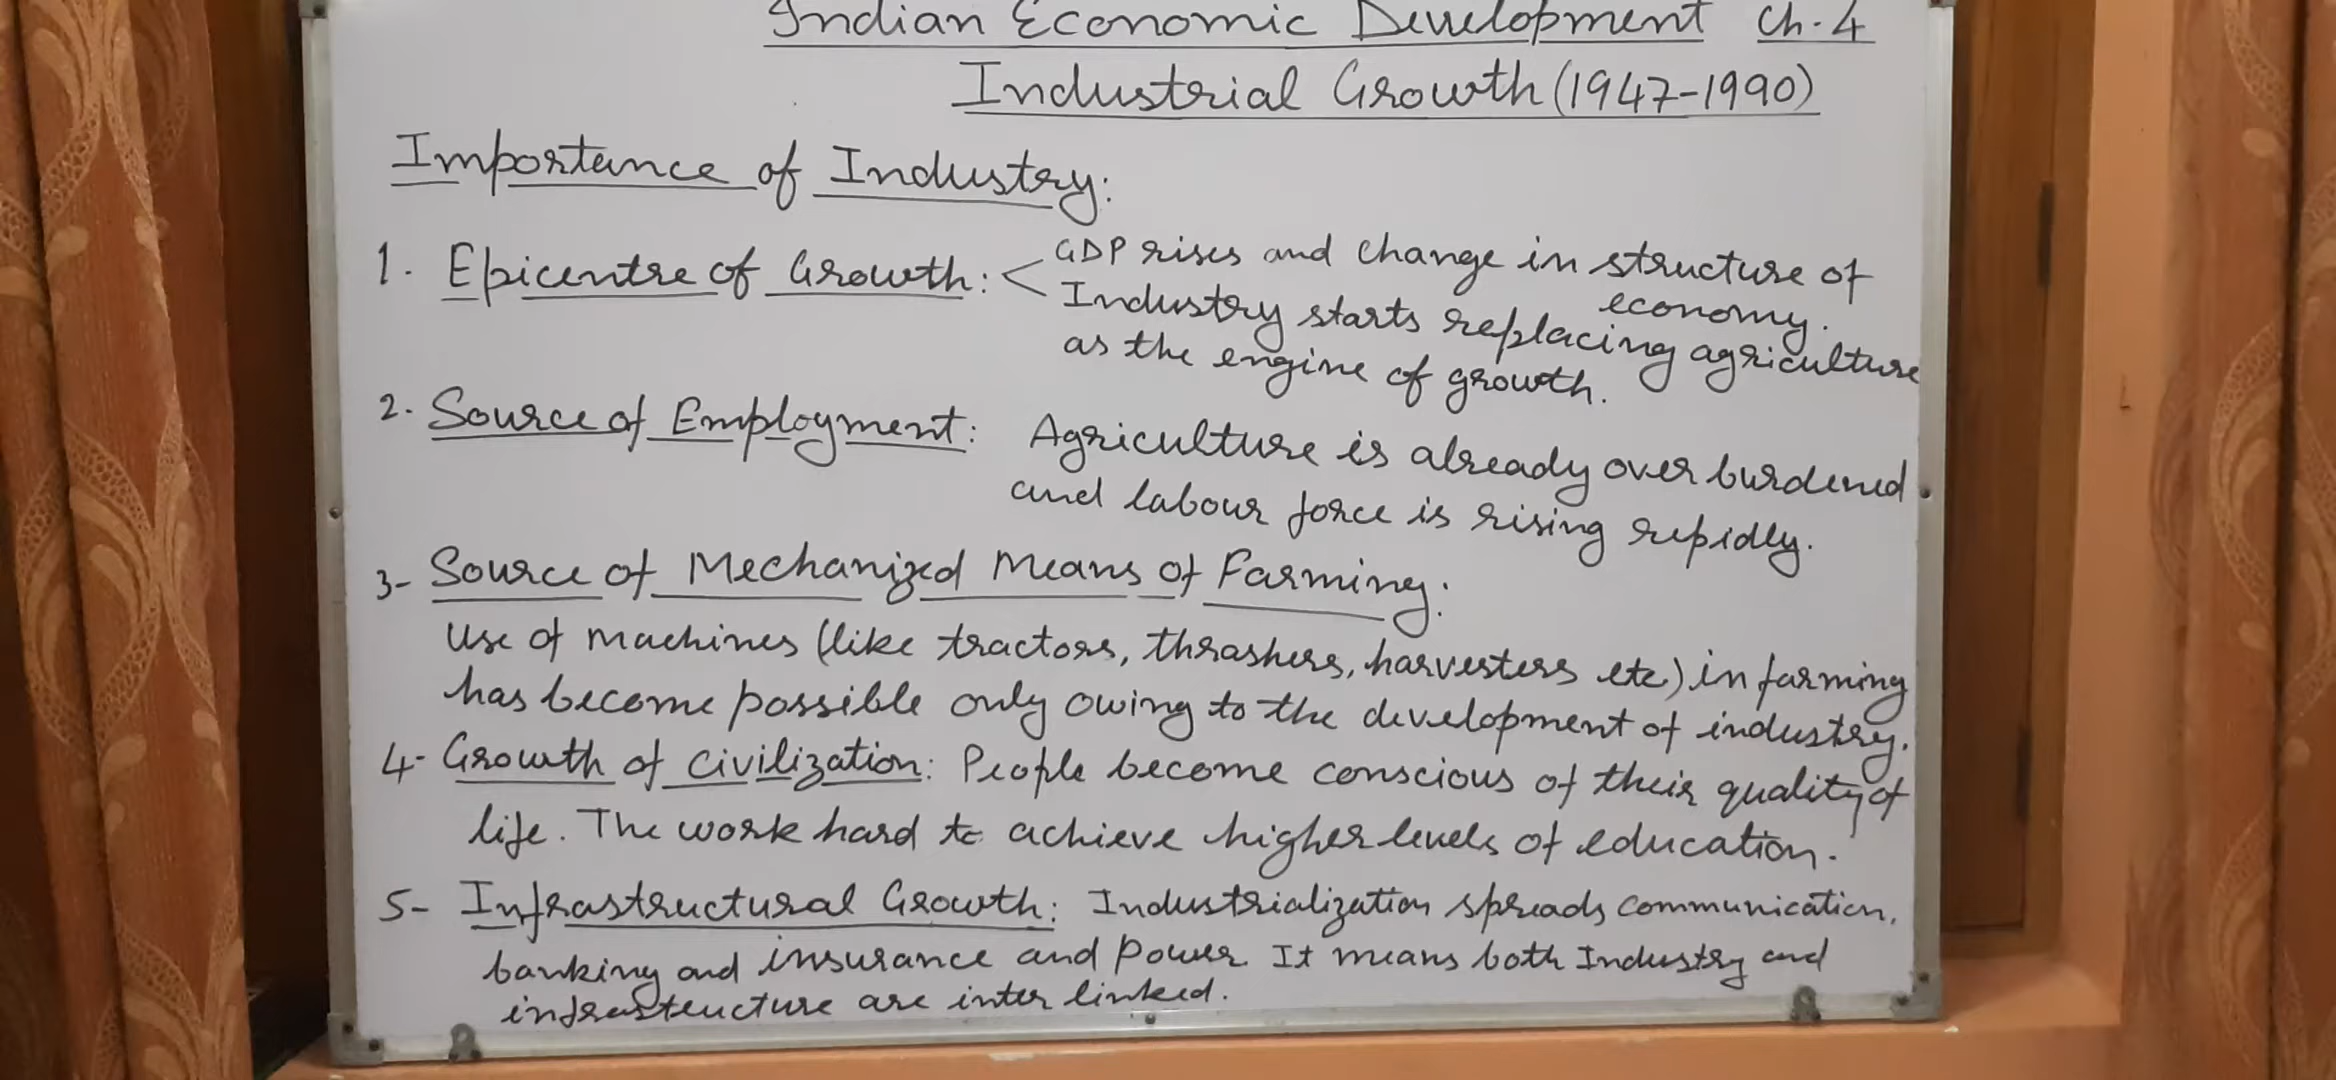 Indian Economic Development Ch. 4
Industrial Growth (1947-1990)
Importance of Industry:
1. Epicentre of Growth: < GDP rises and change in structure of
economy.
Industry starts replacing agriculture
as the engine of growth.
2. Source of Employment: Agriculture is already over burdened
and labour force is rising rapidly.
3- Source of Mechanized Means of Farming:
Use of machines (like tractors, thrashers, harvesters etc) in farming
has become possible only owing to the development of industry.
4- Growth of Civilization: People become conscious of their quality of
life. The work hard to achieve higher levels of education.
5- Infrastructural Growth: Industrialization spreads communication,
banking and insurance and power. It means both Industry and
infrastructure are inter linked.